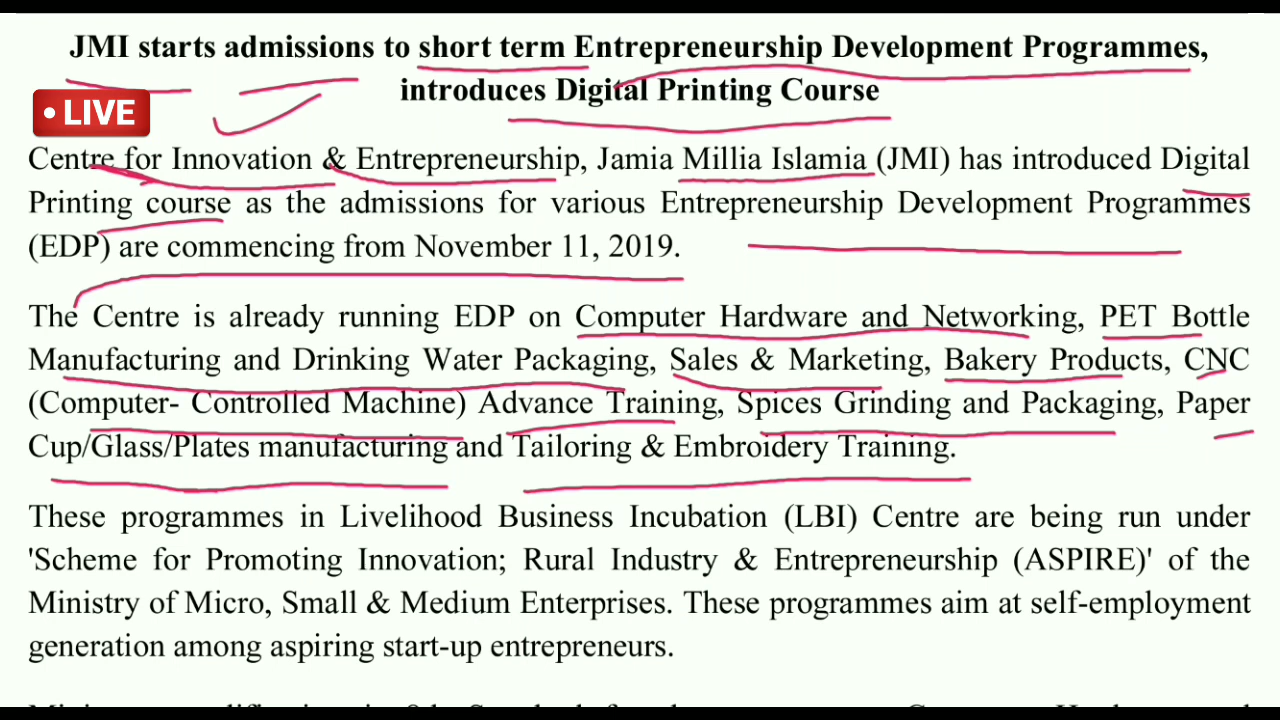 JMI starts admissions to short term Entrepreneurship Development Programmes,
introduces Digital Printing Course
• LIVE
Centre for Innovation & Entrepreneurship, Jamia Millia Islamia (JMI) has introduced Digital
Printing course as the admissions for various Entrepreneurship Development Programmes
(EDP) are commencing from November 11, 2019.
The Centre is already running EDP on Computer Hardware and Networking, PET Bottle
Manufacturing and Drinking Water Packaging, Sales & Marketing, Bakery Products, CNC
(Computer- Controlled Machine) Advance Training, Spices Grinding and Packaging, Paper
Cup/Glass/Plates manufacturing and Tailoring & Embroidery Training.
These programmes in Livelihood Business Incubation (LBI) Centre are being run under
'Scheme for Promoting Innovation; Rural Industry & Entrepreneurship (ASPIRE)' of the
Ministry of Micro, Small & Medium Enterprises. These programmes aim at self-employment
generation among aspiring start-up entrepreneurs.